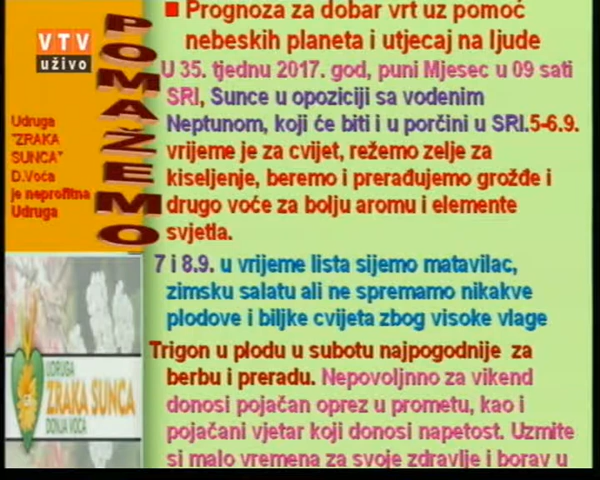 VTV
uživo
POMAŽEMO
Udruga
"ZRAKA
SUNCA"
D.Voća
je neprofitna
Udruga
Prognoza za dobar vrt uz pomoć
nebeskih planeta i utjecaj na ljude
U 35. tjednu 2017. god, puni Mjesec u 09 sati
SRI, Sunce u opoziciji sa vodenim
Neptunom, koji će biti i u porčini u SRI.5-6.9.
vrijeme je za cvijet, režemo zelje za
kiseljenje, beremo i prerađujemo grožđe i
drugo voće za bolju aromu i elemente
svjetla.
7 i 8.9. u vrijeme lista sijemo matavilac,
zimsku salatu ali ne spremamo nikakve
plodove i biljke cvijeta zbog visoke vlage
Trigon u plodu u subotu najpogodnije za
berbu i preradu. Nepovoljnno za vikend
donosi pojačan oprez u prometu, kao i
pojačani vjetar koji donosi napetost. Uzmite
si malo vremena za svoje zdravlje i borav u
UDRUGA
ZRAKA SUNCA
DONJA VOĆA